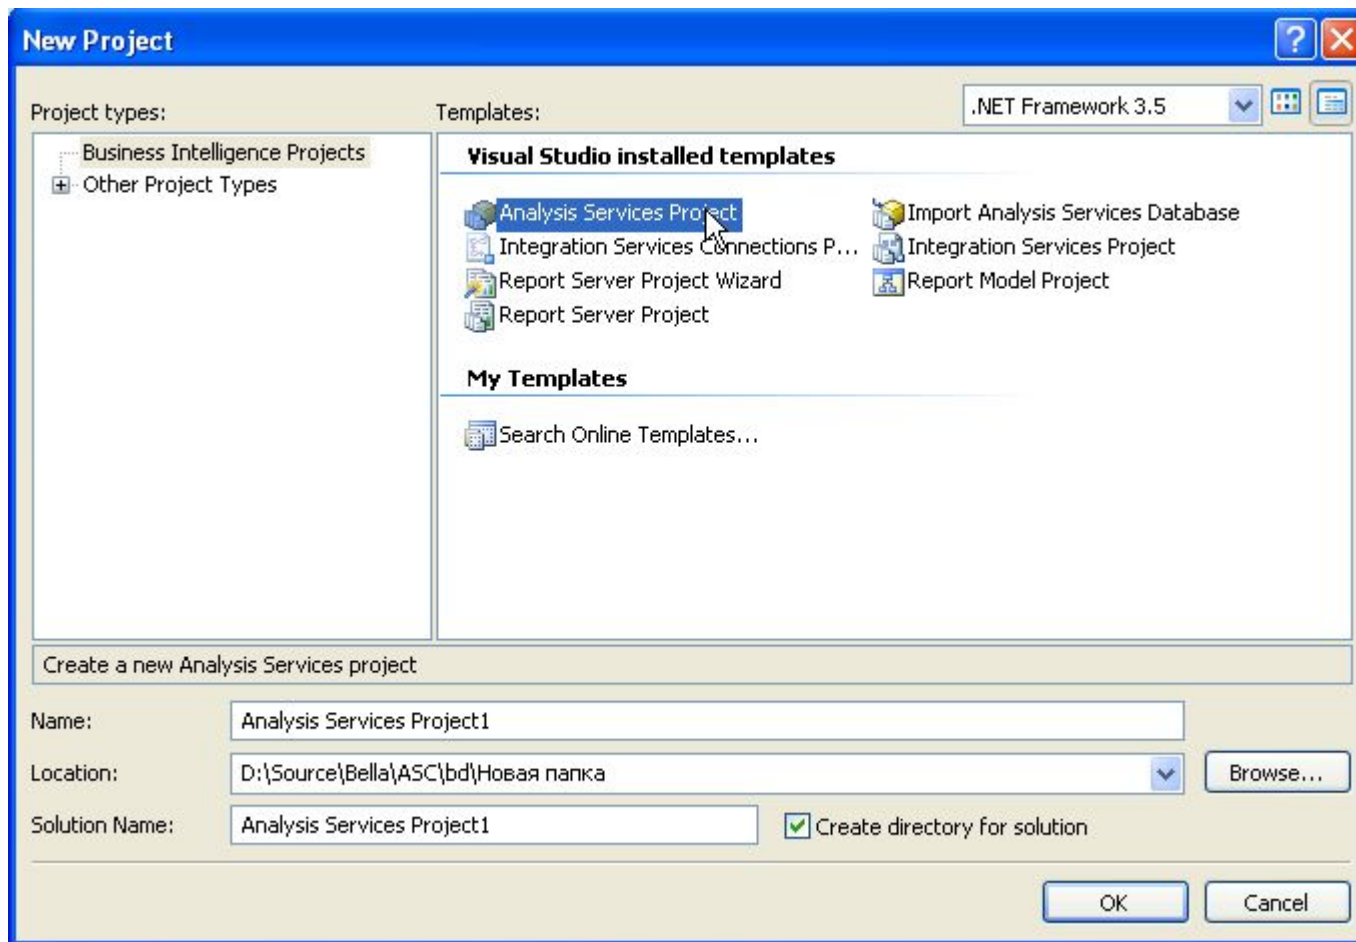 New Project
Project types:
Templates:
.NET Framework 3.5
Business Intelligence Projects
Other Project Types
Visual Studio installed templates
Analysis Services Project
Import Analysis Services Database
Integration Services Connections P...
Integration Services Project
Report Server Project Wizard
Report Model Project
Report Server Project
My Templates
Search Online Templates...
Create a new Analysis Services project
Name:
Analysis Services Project1
Location:
D:\Source\Bella\ASC\bd\Новая папка
Browse...
Solution Name:
Analysis Services Project1
Create directory for solution
OK
Cancel